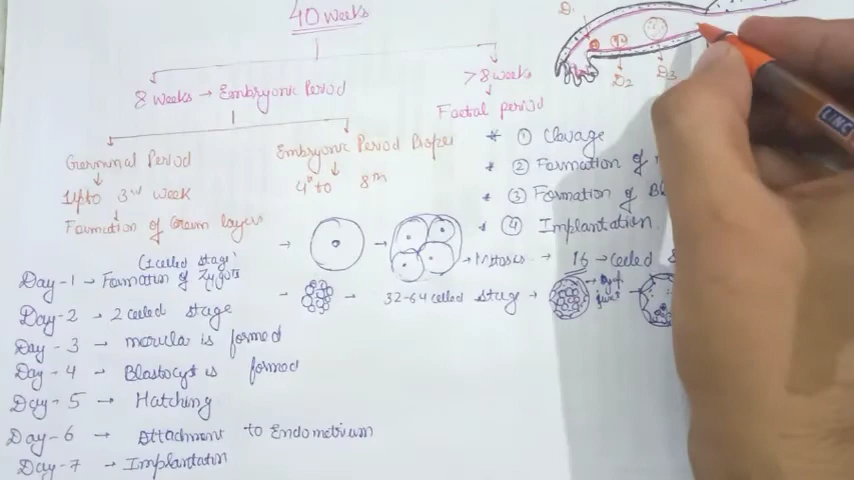 40 weeks
8 weeks → Embryonic Period
>8 weeks
Foetal period
Germinal Period
upto 3rd week
Formation of Germ layers
Embryonic Period Proper
4th to 8th
* ① Clavage
* ② Formation of
* ③ Formation of Bl
* ④ Implantation.
D1
D2
D3
(1 celled stage)
Day-1 → Formation of Zygote
Day-2 → 2 celled stage
Day-3 → morula is formed
Day-4 → Blastocyst is formed
Day-5 → Hatching
Day-6 → Attachment to Endometrium
Day-7 → Implantation
→ Mitosis → 16 → Celled
32-64 celled stage →
LINC